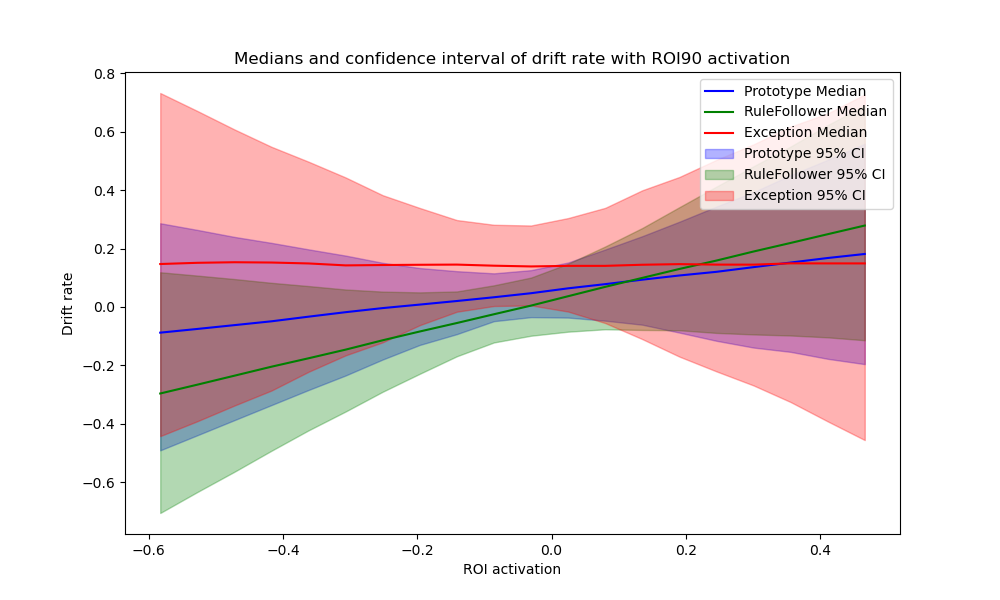 Medians and confidence interval of drift rate with ROI90 activation
Prototype Median
RuleFollower Median
Exception Median
Prototype 95% CI
RuleFollower 95% CI
Exception 95% CI
Drift rate
0.8
0.6
0.4
0.2
0.0
−0.2
−0.4
−0.6
−0.6 −0.4 −0.2 0.0 0.2 0.4
ROI activation